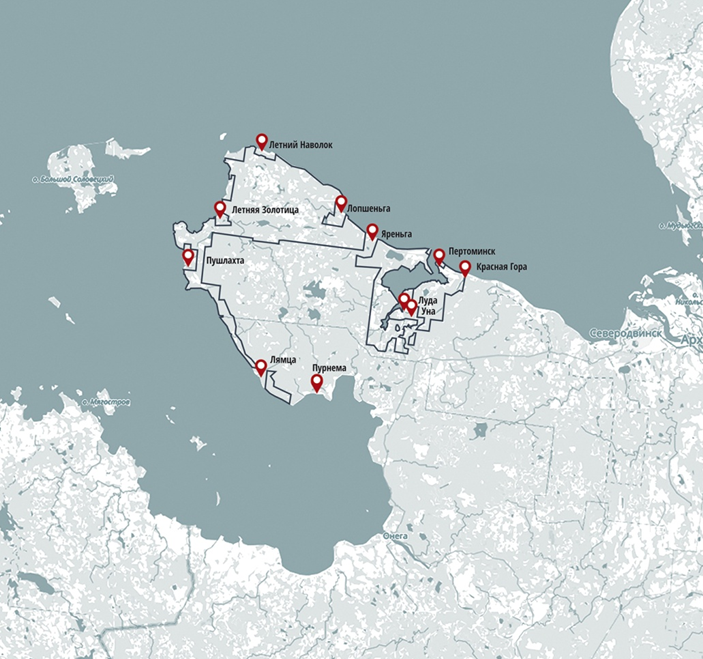 Летний Наволок
о. Большой Соловецкий
Летняя Золотица
Лопшеньга
Яреньга
Пертоминск
Пушлахта
Красная Гора
Луда
Уна
Северодвинск
Лямца
Пурнема
о. Мягостров
Онега